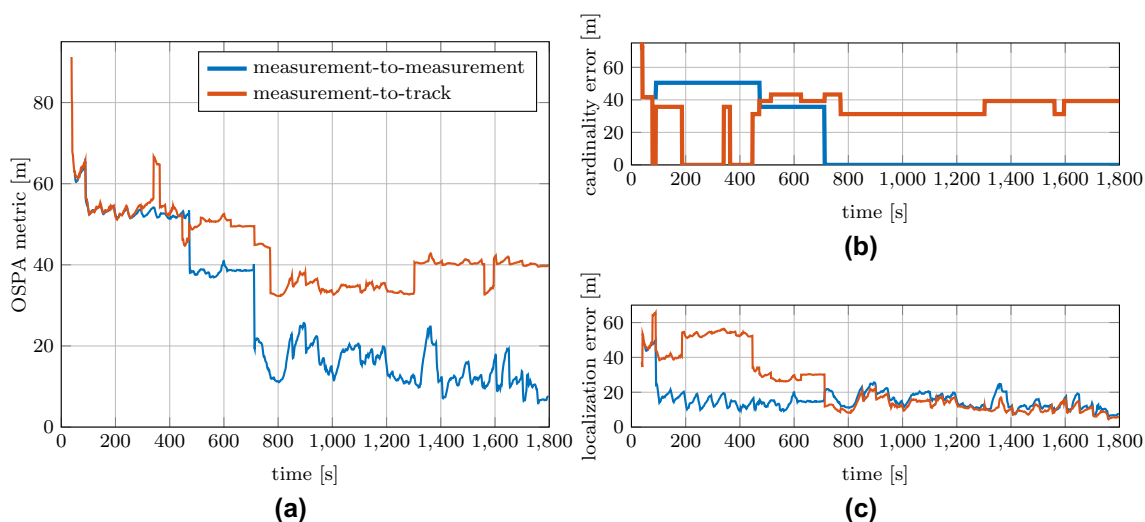 80
60
40
20
0
OSPA metric [m]
measurement-to-measurement
measurement-to-track
0 200 400 600 800 1,000 1,200 1,400 1,600 1,800
time [s]
(a)
60
40
20
0
cardinality error [m]
0 200 400 600 800 1,000 1,200 1,400 1,600 1,800
time [s]
(b)
60
40
20
0
localization error [m]
0 200 400 600 800 1,000 1,200 1,400 1,600 1,800
time [s]
(c)